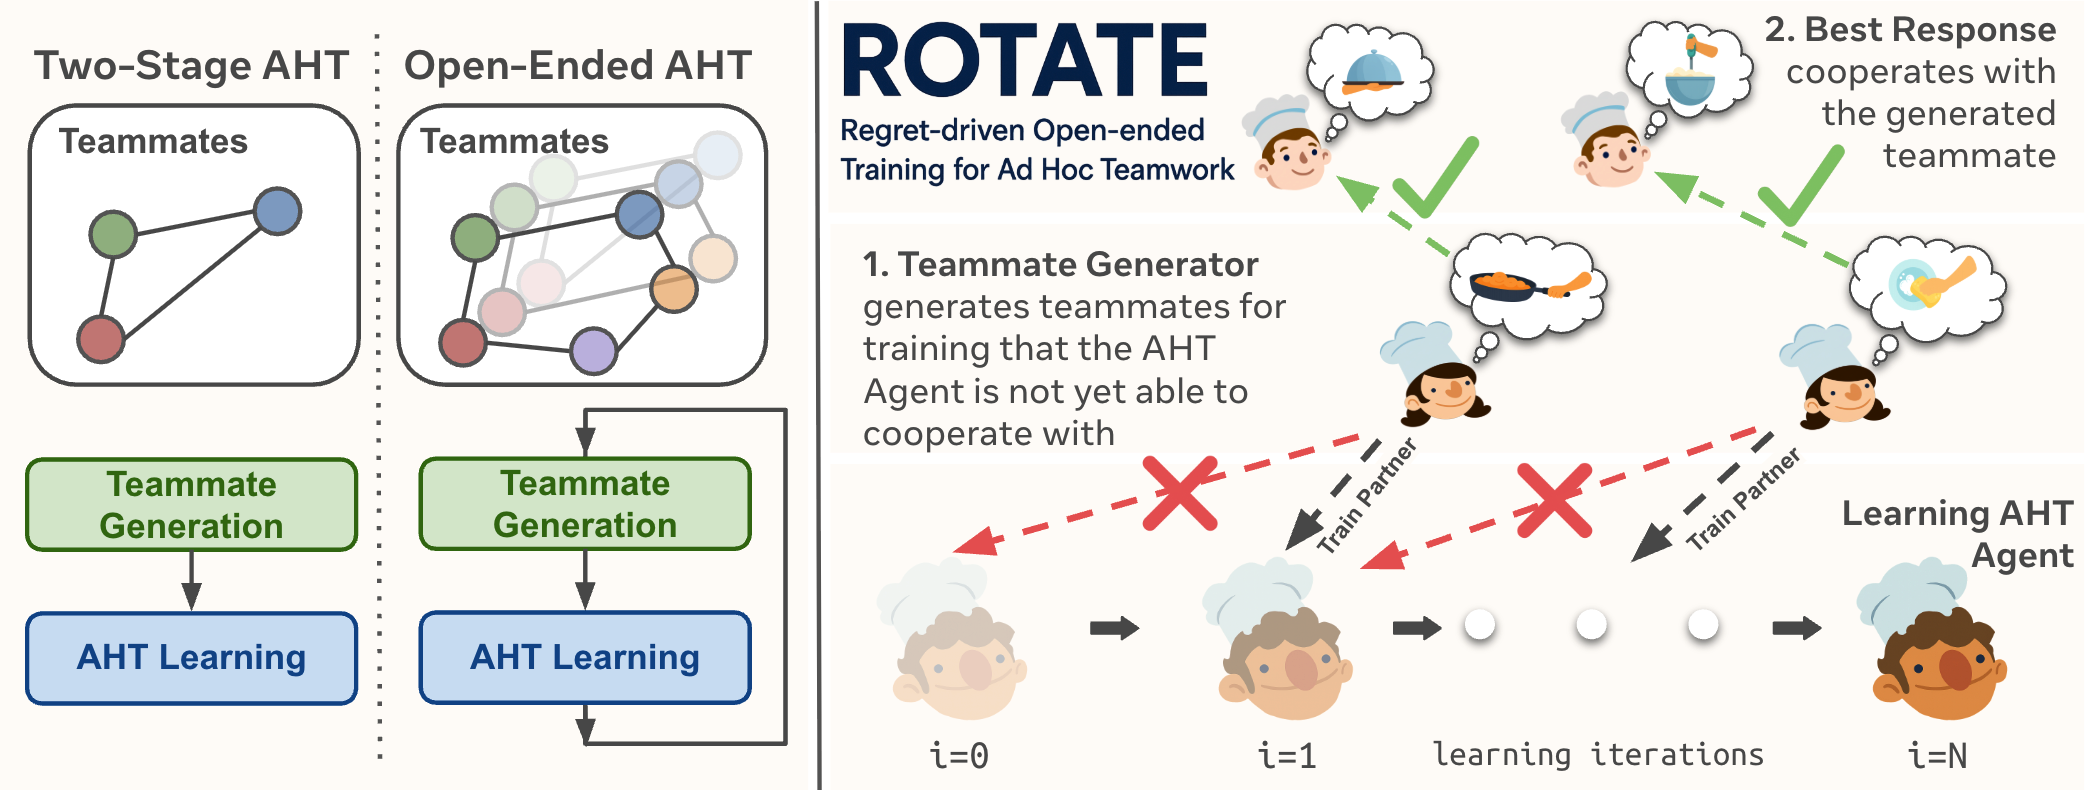 Two-Stage AHT
Teammates
Teammate
Generation
AHT Learning
Open-Ended AHT
Teammates
Teammate
Generation
AHT Learning
ROTATE
Regret-driven Open-ended
Training for Ad Hoc Teamwork
2. Best Response
cooperates with
the generated
teammate
1. Teammate Generator
generates teammates for
training that the AHT
Agent is not yet able to
cooperate with
Train Partner
Train Partner
Learning AHT
Agent
i=0
i=1
learning iterations
i=N